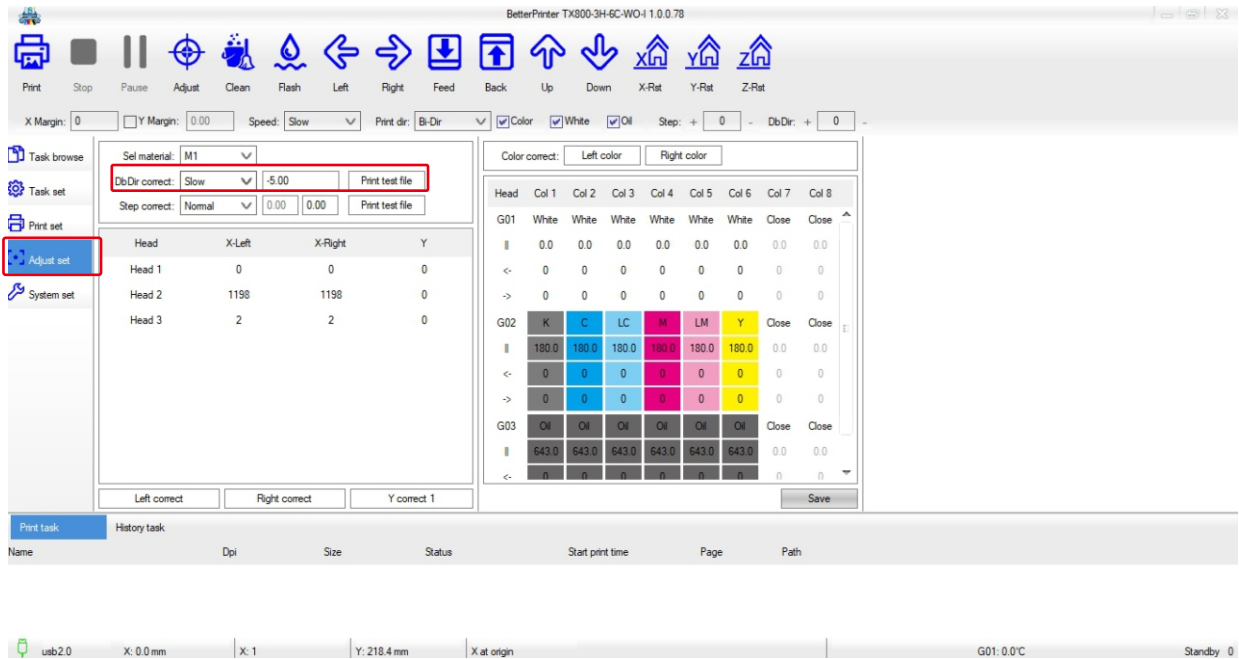 BetterPrinter TX800-3H-6C-WO-I 1.0.0.78
Print Stop Pause Adjust Clean Flash Left Right Feed Back Up Down X-Rst Y-Rst Z-Rst
X Margin: 0 Y Margin: 0.00 Speed: Slow Print dir: Bi-Dir Color White Oil Step: + 0 - DbDir: + 0 -
Task browse
Task set
Print set
Adjust set
System set
Sel material: M1
DbDir correct: Slow -5.00 Print test file
Step correct: Normal 0.00 0.00 Print test file
Head X-Left X-Right Y
Head 1 0 0 0
Head 2 1198 1198 0
Head 3 2 2 0
Left correct Right correct Y correct 1
Color correct: Left color Right color
Head Col 1 Col 2 Col 3 Col 4 Col 5 Col 6 Col 7 Col 8
G01 White White White White White White Close Close
|| 0.0 0.0 0.0 0.0 0.0 0.0 0.0 0.0
<- 0 0 0 0 0 0 0 0
-> 0 0 0 0 0 0 0 0
G02 K C LC M LM Y Close Close
|| 180.0 180.0 180.0 180.0 180.0 180.0 0.0 0.0
<- 0 0 0 0 0 0 0 0
-> 0 0 0 0 0 0 0 0
G03 Oil Oil Oil Oil Oil Oil Close Close
|| 643.0 643.0 643.0 643.0 643.0 643.0 0.0 0.0
<- 0 0 0 0 0 0 0 0
Save
Print task History task
Name Dpi Size Status Start print time Page Path
usb2.0 X: 0.0 mm X: 1 Y: 218.4 mm X at origin G01: 0.0°C Standby 0